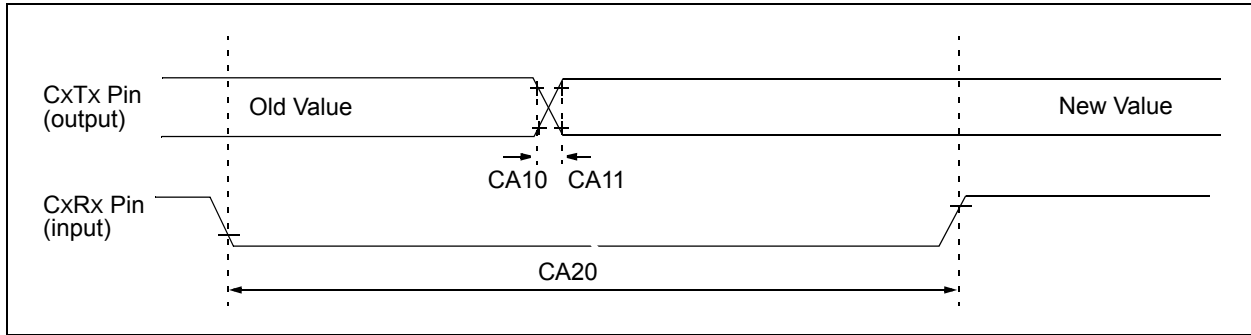 CxTx Pin
(output)
Old Value
New Value
CA10 CA11
CxRx Pin
(input)
CA20